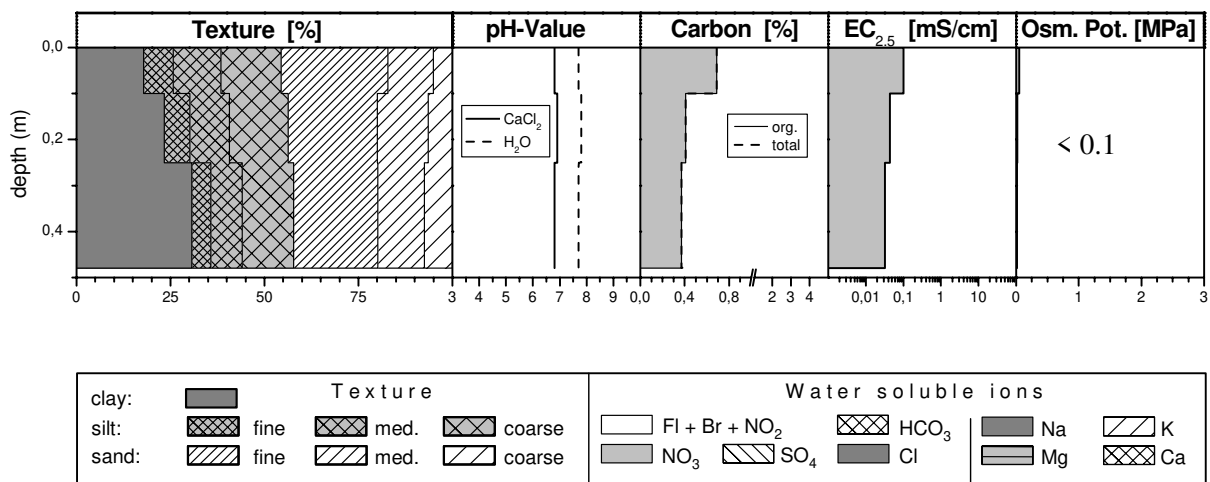 Texture [%] pH-Value Carbon [%] EC2.5 [mS/cm] Osm. Pot. [MPa]
0,0
0,2
0,4
depth (m)
CaCl2
H2O
org.
total
< 0.1
0 25 50 75 3 4 5 6 7 8 9 0,0 0,4 0,8 2 3 4 0,01 0,1 1 10 0 1 2 3
Texture Water soluble ions
clay:
silt: fine med. coarse
sand: fine med. coarse
Fl + Br + NO2 HCO3 Na K
NO3 SO4 Cl Mg Ca